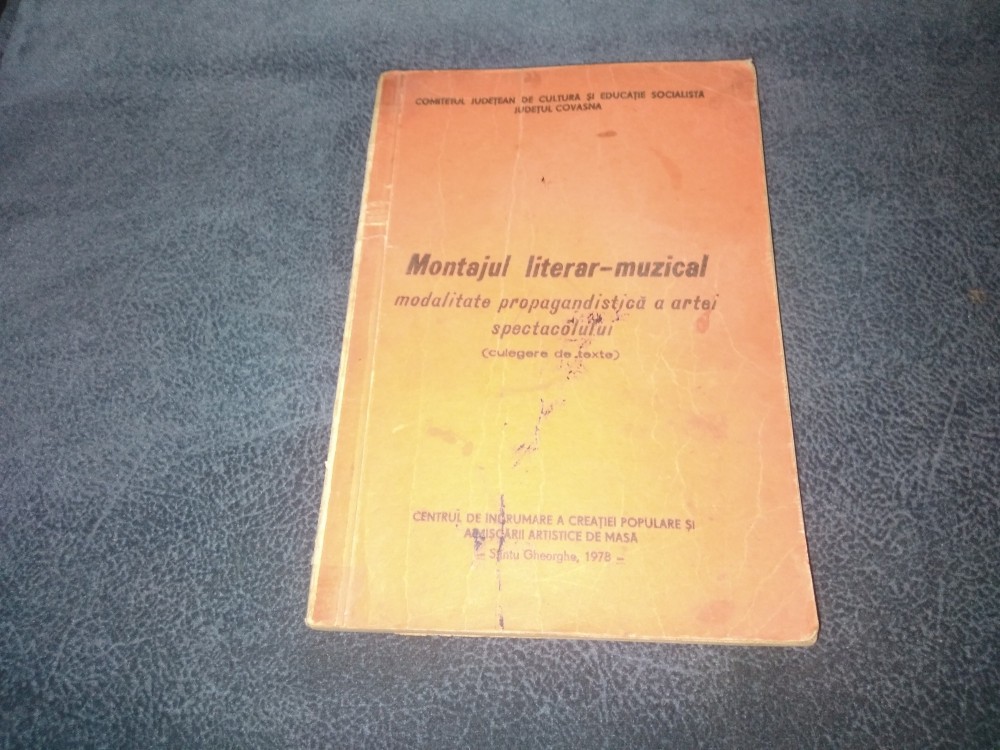 COMITETUL JUDEȚEAN DE CULTURĂ ȘI EDUCAȚIE SOCIALISTĂ
JUDEȚUL COVASNA
Montajul literar-muzical
modalitate propagandistică a artei
spectacolului
(culegere de texte)
CENTRUL DE ÎNDRUMARE A CREAȚIEI POPULARE ȘI
A MIȘCĂRII ARTISTICE DE MASĂ
– Sfîntu Gheorghe, 1978 –